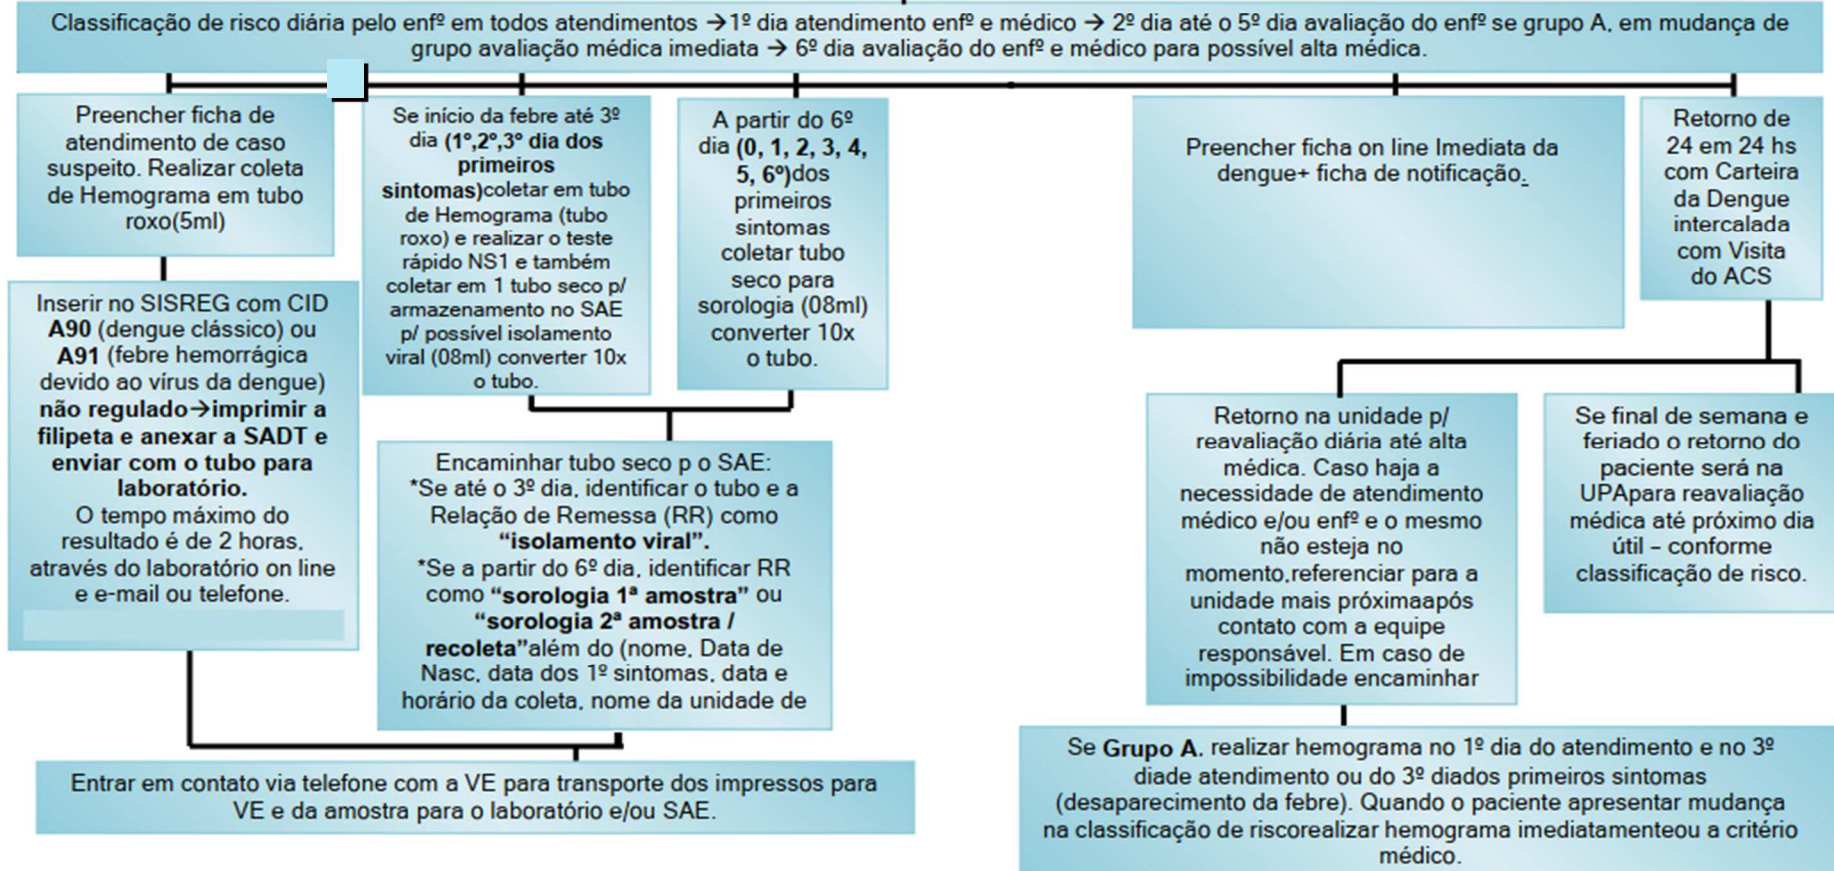 Classificação de risco diária pelo enfº em todos atendimentos →1º dia atendimento enfº e médico → 2º dia até o 5º dia avaliação do enfº se grupo A, em mudança de
grupo avaliação médica imediata → 6º dia avaliação do enfº e médico para possível alta médica.
Preencher ficha de
atendimento de caso
suspeito. Realizar coleta
de Hemograma em tubo
roxo(5ml)
Inserir no SISREG com CID
A90 (dengue clássico) ou
A91 (febre hemorrágica
devido ao vírus da dengue)
não regulado→imprimir a
filipeta e anexar a SADT e
enviar com o tubo para
laboratório.
O tempo máximo do
resultado é de 2 horas,
através do laboratório on line
e e-mail ou telefone.
Se início da febre até 3º
dia (1º,2º,3º dia dos
primeiros
sintomas)coletar em tubo
de Hemograma (tubo
roxo) e realizar o teste
rápido NS1 e também
coletar em 1 tubo seco p/
armazenamento no SAE
p/ possível isolamento
viral (08ml) converter 10x
o tubo.
A partir do 6º
dia (0, 1, 2, 3, 4,
5, 6º)dos
primeiros
sintomas
coletar tubo
seco para
sorologia (08ml)
converter 10x
o tubo.
Encaminhar tubo seco p o SAE:
*Se até o 3º dia, identificar o tubo e a
Relação de Remessa (RR) como
“isolamento viral”.
*Se a partir do 6º dia, identificar RR
como “sorologia 1ª amostra” ou
“sorologia 2ª amostra /
recoleta”além do (nome, Data de
Nasc, data dos 1º sintomas, data e
horário da coleta, nome da unidade de
Entrar em contato via telefone com a VE para transporte dos impressos para
VE e da amostra para o laboratório e/ou SAE.
Preencher ficha on line Imediata da
dengue+ ficha de notificação.
Retorno de
24 em 24 hs
com Carteira
da Dengue
intercalada
com Visita
do ACS
Retorno na unidade p/
reavaliação diária até alta
médica. Caso haja a
necessidade de atendimento
médico e/ou enfº e o mesmo
não esteja no
momento,referenciar para a
unidade mais próximaapós
contato com a equipe
responsável. Em caso de
impossibilidade encaminhar
Se final de semana e
feriado o retorno do
paciente será na
UPApara reavaliação
médica até próximo dia
útil – conforme
classificação de risco.
Se Grupo A. realizar hemograma no 1º dia do atendimento e no 3º
diade atendimento ou do 3º diados primeiros sintomas
(desaparecimento da febre). Quando o paciente apresentar mudança
na classificação de riscorealizar hemograma imediatamenteou a critério
médico.